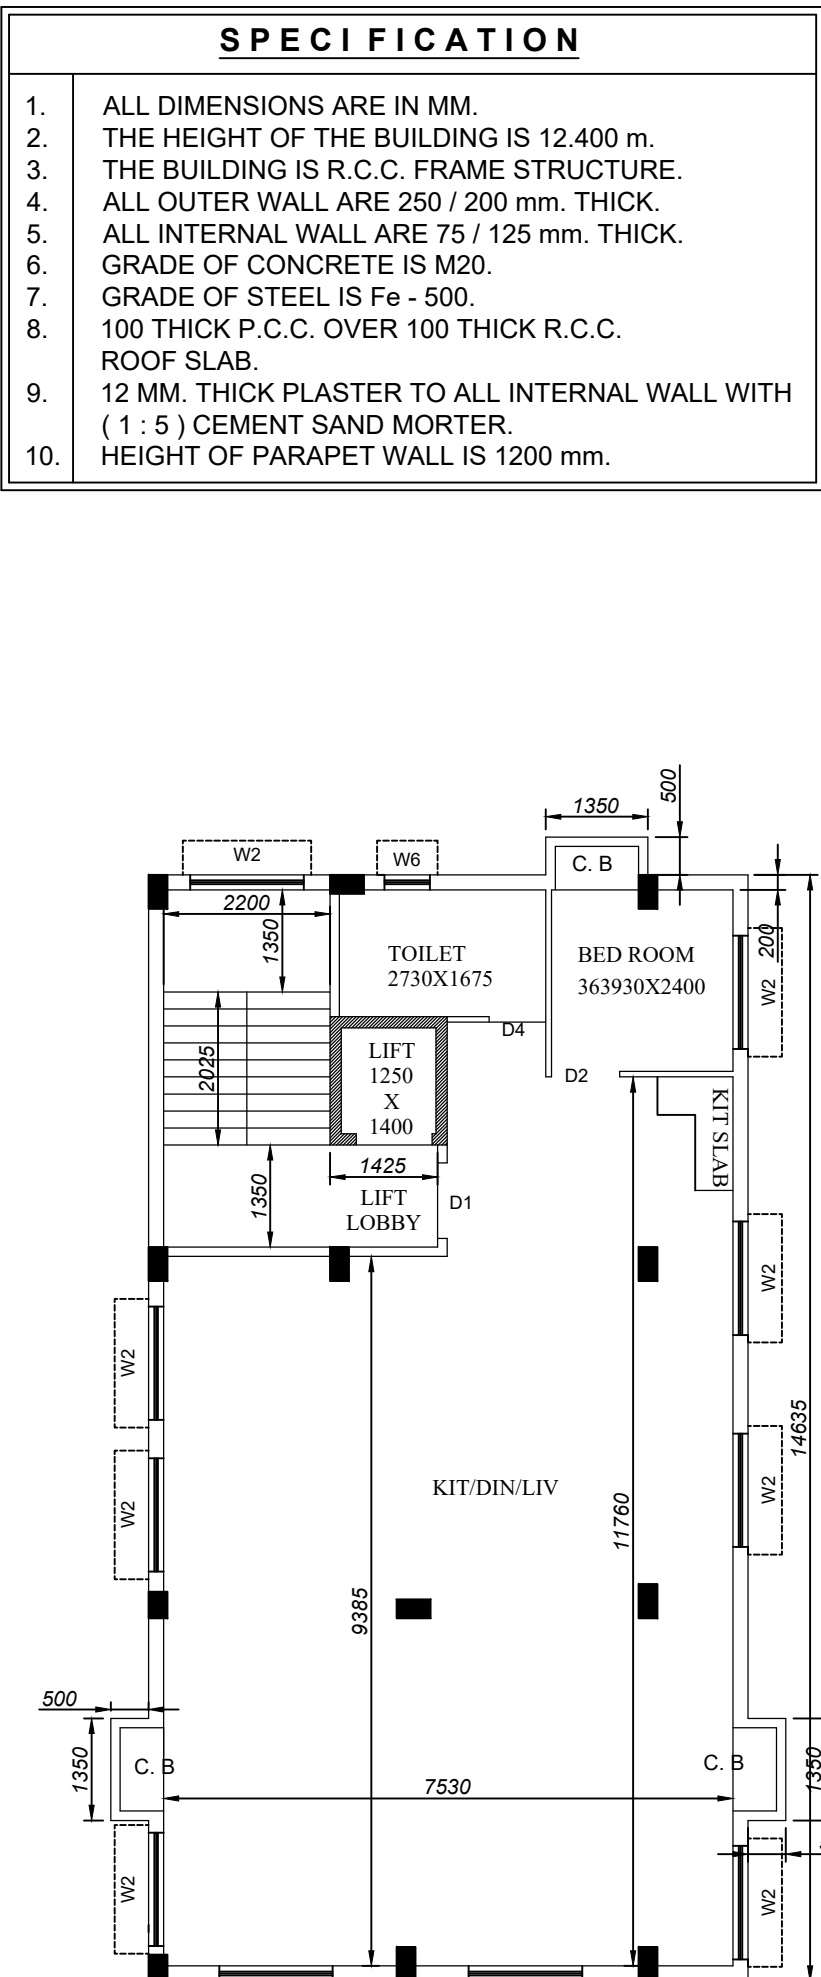 SPECIFICATION
1. ALL DIMENSIONS ARE IN MM.
2. THE HEIGHT OF THE BUILDING IS 12.400 m.
3. THE BUILDING IS R.C.C. FRAME STRUCTURE.
4. ALL OUTER WALL ARE 250 / 200 mm. THICK.
5. ALL INTERNAL WALL ARE 75 / 125 mm. THICK.
6. GRADE OF CONCRETE IS M20.
7. GRADE OF STEEL IS Fe - 500.
8. 100 THICK P.C.C. OVER 100 THICK R.C.C.
ROOF SLAB.
9. 12 MM. THICK PLASTER TO ALL INTERNAL WALL WITH
( 1 : 5 ) CEMENT SAND MORTER.
10. HEIGHT OF PARAPET WALL IS 1200 mm.
500
1350
W2
W6
C. B
2200
1350
200
TOILET
2730X1675
BED ROOM
363930X2400
W2
D4
LIFT
1250
X
1400
2025
D2
KIT SLAB
1425
1350
LIFT
LOBBY
D1
W2
W2
14635
W2
KIT/DIN/LIV
W2
11760
9385
500
1350
C. B
C. B
1350
7530
W2
W2